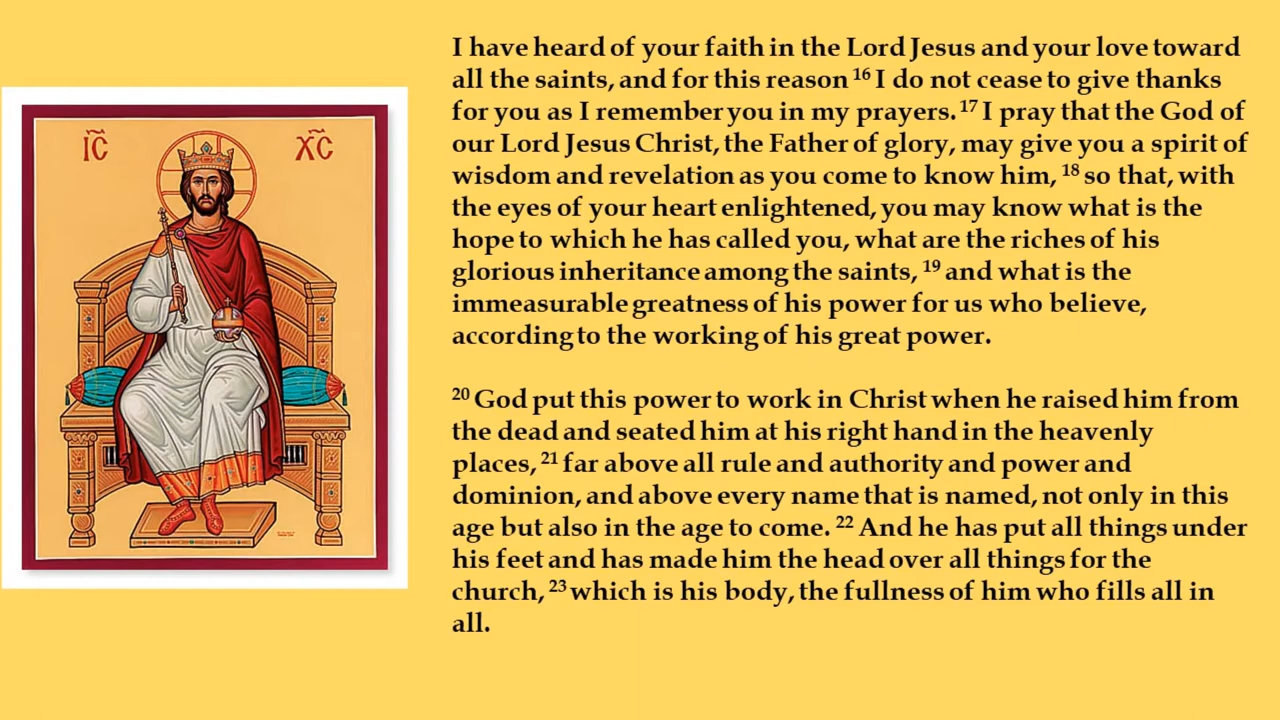 IC̃
XC̃
I have heard of your faith in the Lord Jesus and your love toward
all the saints, and for this reason ¹⁶ I do not cease to give thanks
for you as I remember you in my prayers. ¹⁷ I pray that the God of
our Lord Jesus Christ, the Father of glory, may give you a spirit of
wisdom and revelation as you come to know him, ¹⁸ so that, with
the eyes of your heart enlightened, you may know what is the
hope to which he has called you, what are the riches of his
glorious inheritance among the saints, ¹⁹ and what is the
immeasurable greatness of his power for us who believe,
according to the working of his great power.
²⁰ God put this power to work in Christ when he raised him from
the dead and seated him at his right hand in the heavenly
places, ²¹ far above all rule and authority and power and
dominion, and above every name that is named, not only in this
age but also in the age to come. ²² And he has put all things under
his feet and has made him the head over all things for the
church, ²³ which is his body, the fullness of him who fills all in
all.